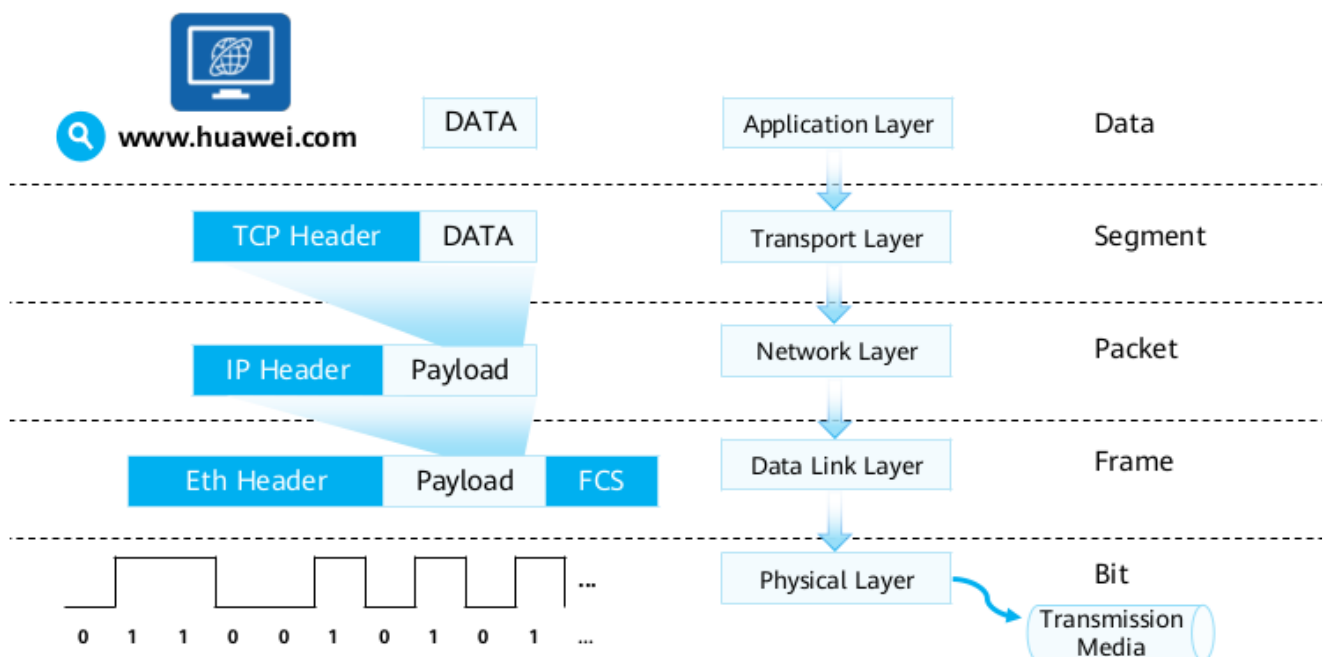 www.huawei.com
DATA
Application Layer
Data
TCP Header
DATA
Transport Layer
Segment
IP Header
Payload
Network Layer
Packet
Eth Header
Payload
FCS
Data Link Layer
Frame
...
Physical Layer
Bit
0 1 1 0 0 1 0 1 0 1 ...
Transmission
Media